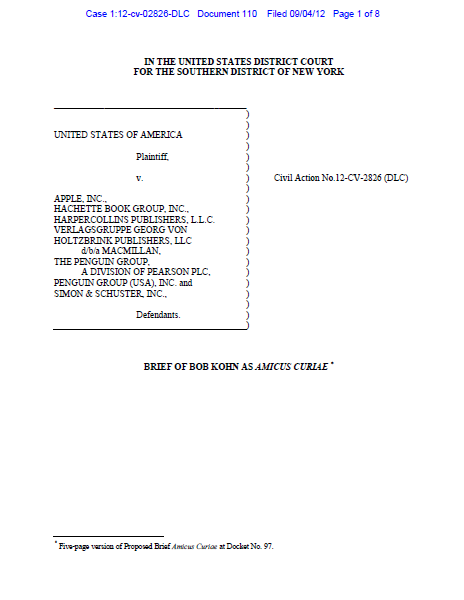 Case 1:12-cv-02826-DLC Document 110 Filed 09/04/12 Page 1 of 8
IN THE UNITED STATES DISTRICT COURT
FOR THE SOUTHERN DISTRICT OF NEW YORK
)
)
UNITED STATES OF AMERICA )
)
Plaintiff, )
)
v. ) Civil Action No.12-CV-2826 (DLC)
)
APPLE, INC., )
HACHETTE BOOK GROUP, INC., )
HARPERCOLLINS PUBLISHERS, L.L.C. )
VERLAGSGRUPPE GEORG VON )
HOLTZBRINK PUBLISHERS, LLC )
d/b/a MACMILLAN, )
THE PENGUIN GROUP, )
A DIVISION OF PEARSON PLC, )
PENGUIN GROUP (USA), INC. and )
SIMON & SCHUSTER, INC., )
)
Defendants. )
)
BRIEF OF BOB KOHN AS AMICUS CURIAE *
* Five-page version of Proposed Brief Amicus Curiae at Docket No. 97.